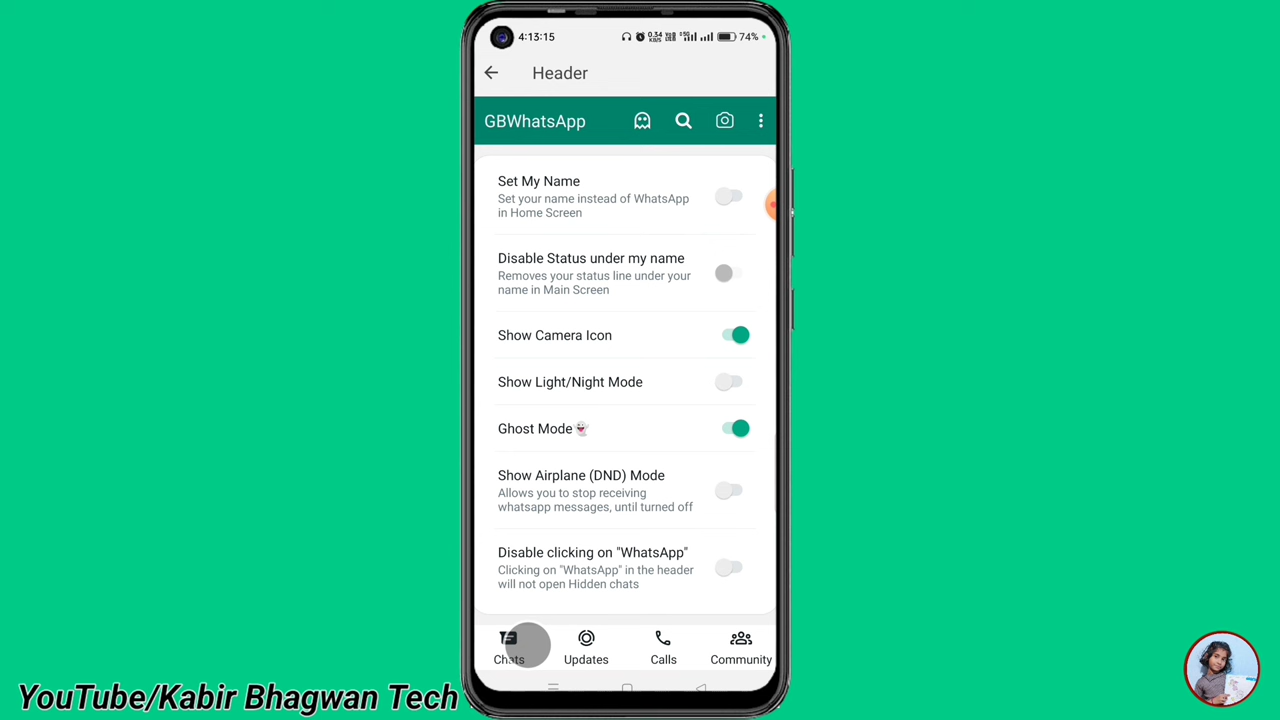 4:13:15
74%
Header
GBWhatsApp
Set My Name
Set your name instead of WhatsApp
in Home Screen
Disable Status under my name
Removes your status line under your
name in Main Screen
Show Camera Icon
Show Light/Night Mode
Ghost Mode👻
Show Airplane (DND) Mode
Allows you to stop receiving
whatsapp messages, until turned off
Disable clicking on "WhatsApp"
Clicking on "WhatsApp" in the header
will not open Hidden chats
Chats Updates Calls Community
YouTube/Kabir Bhagwan Tech